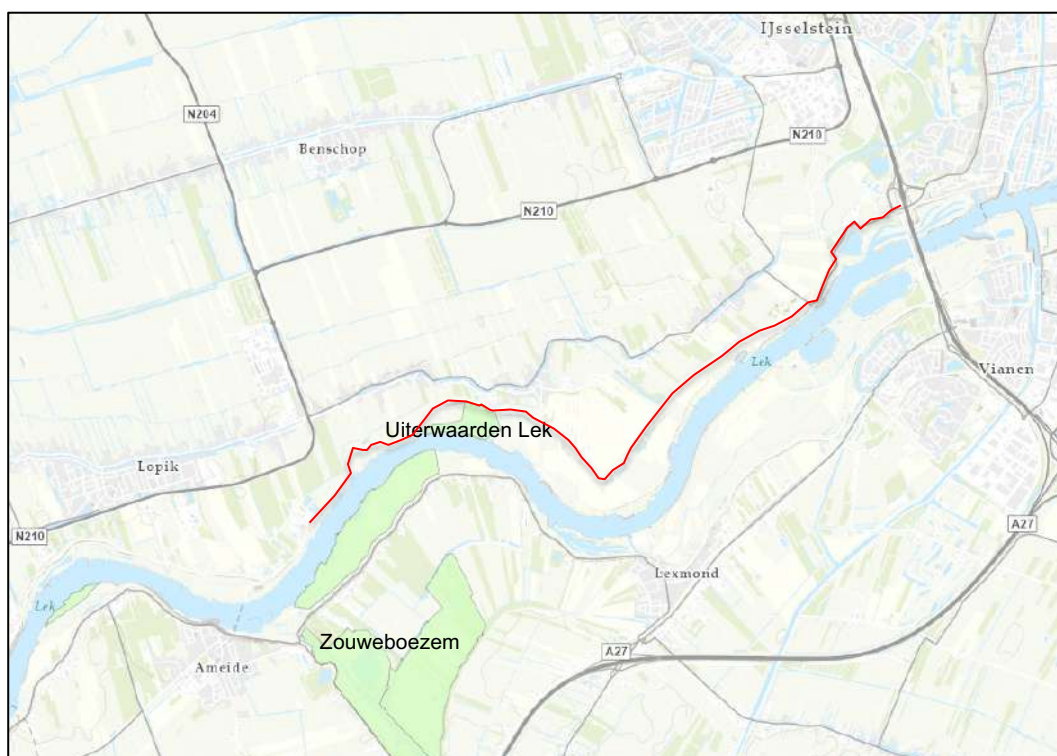 IJsselstein
N204
N210
Benschop
N210
Lek
Vianen
Uiterwaarden Lek
Lopik
A27
N210
Lexmond
Lek
Zouweboezem
A27
Ameide